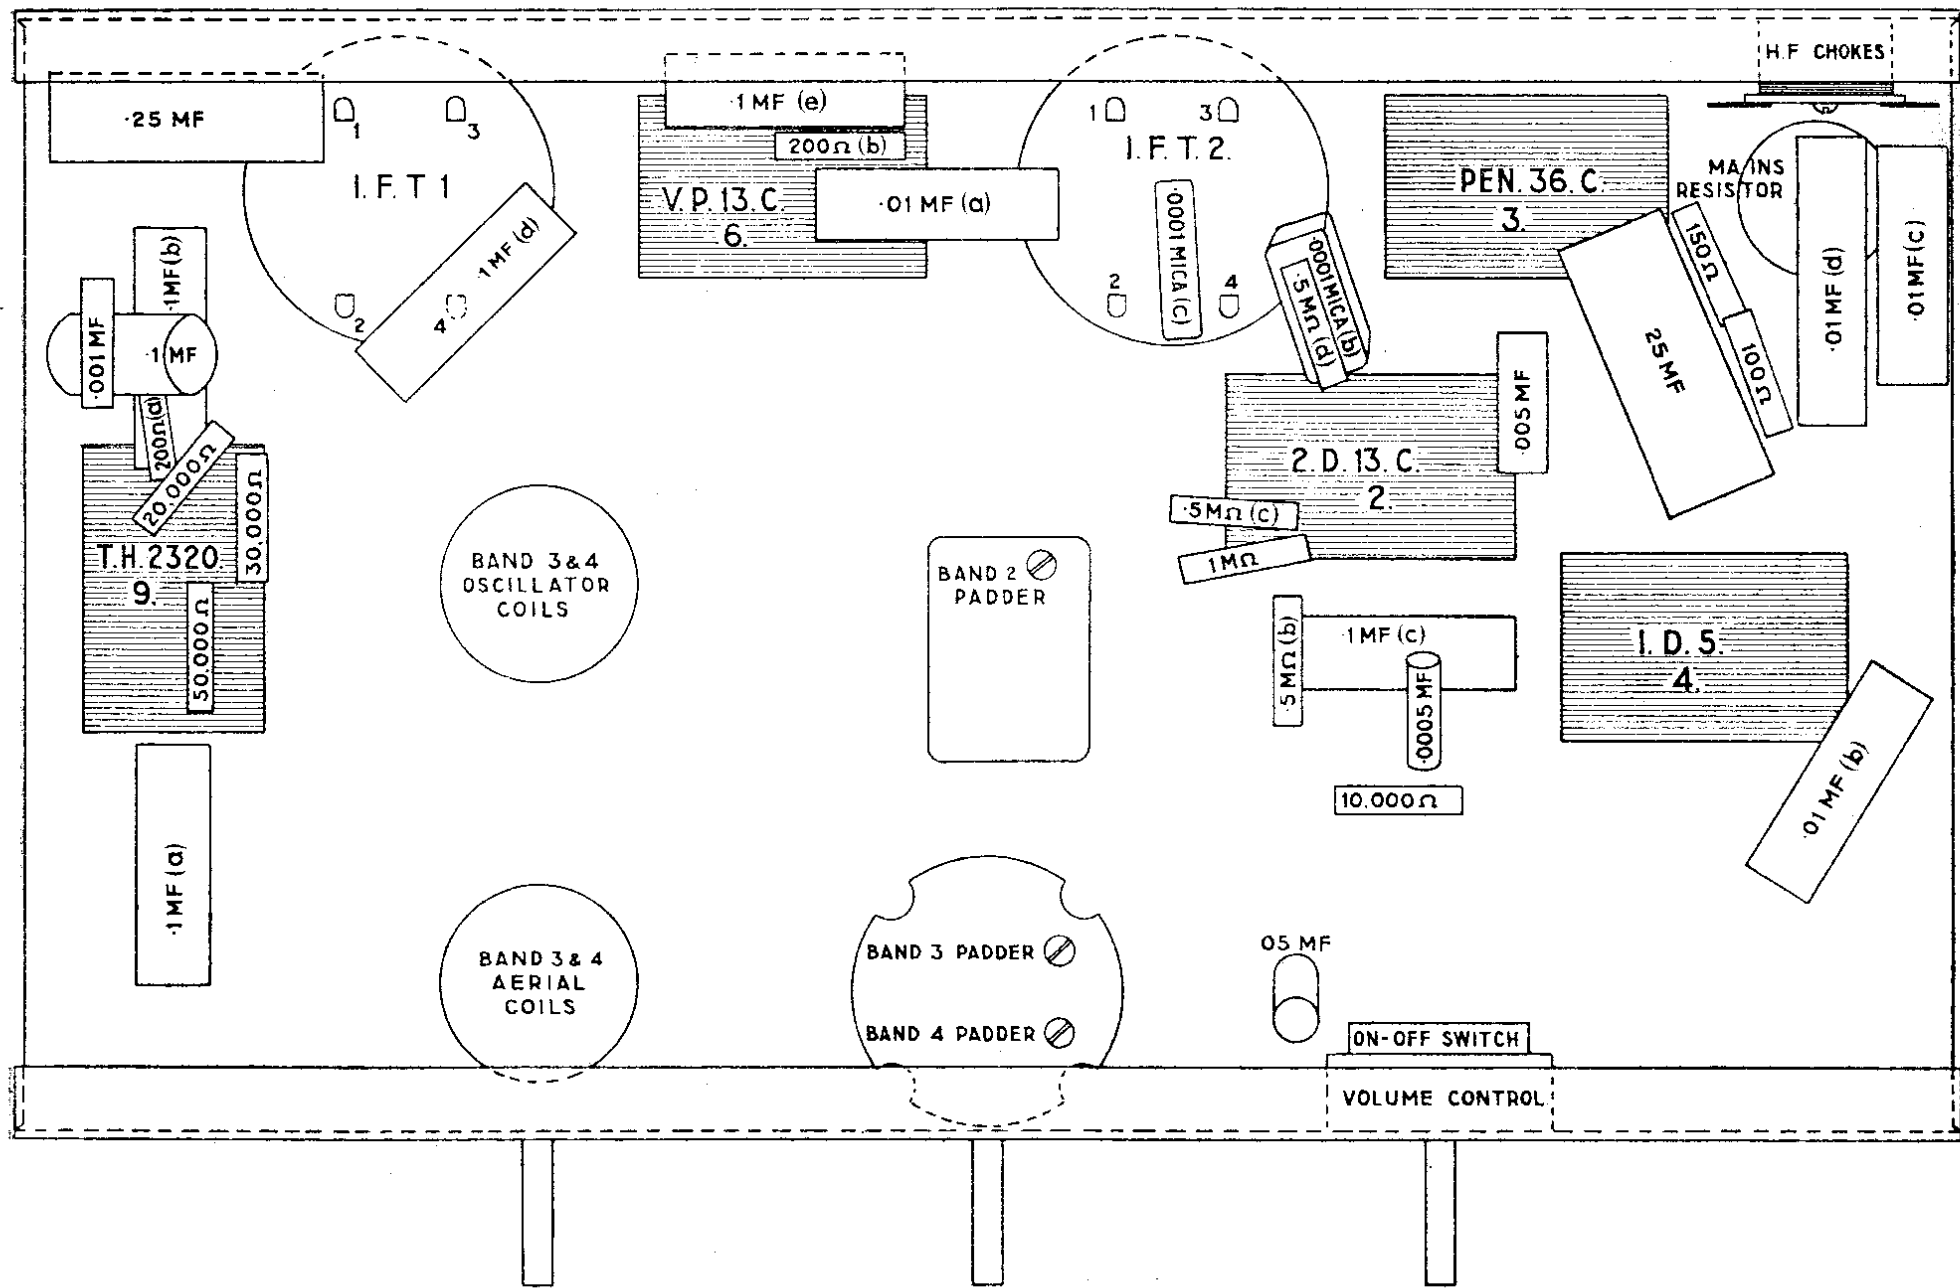 H.F CHOKES
·25 MF
1
3
I.F.T 1
2
4
·1 MF (d)
·1 MF (e)
200Ω (b)
V.P.13.C.
6.
·01 MF (a)
1
3
I.F.T.2.
2
4
·0001 MICA (c)
·0001 MICA (b)
·5 MΩ (d)
PEN.36.C.
3.
MAINS
RESISTOR
150Ω
100Ω
25 MF
·01 MF (d)
·01 MF (c)
·1 MF (b)
·001 MF
·1 MF
200Ω (a)
20.000Ω
30.000Ω
T.H.2320.
9.
50.000Ω
·1 MF (a)
BAND 3 & 4
OSCILLATOR
COILS
BAND 2
PADDER
·005 MF
2.D.13.C.
2.
·5 MΩ (c)
1 MΩ
·5 MΩ (b)
·1 MF (c)
·0005 MF
10.000Ω
1.D.5.
4.
·01 MF (b)
BAND 3 & 4
AERIAL
COILS
BAND 3 PADDER
BAND 4 PADDER
05 MF
ON-OFF SWITCH
VOLUME CONTROL